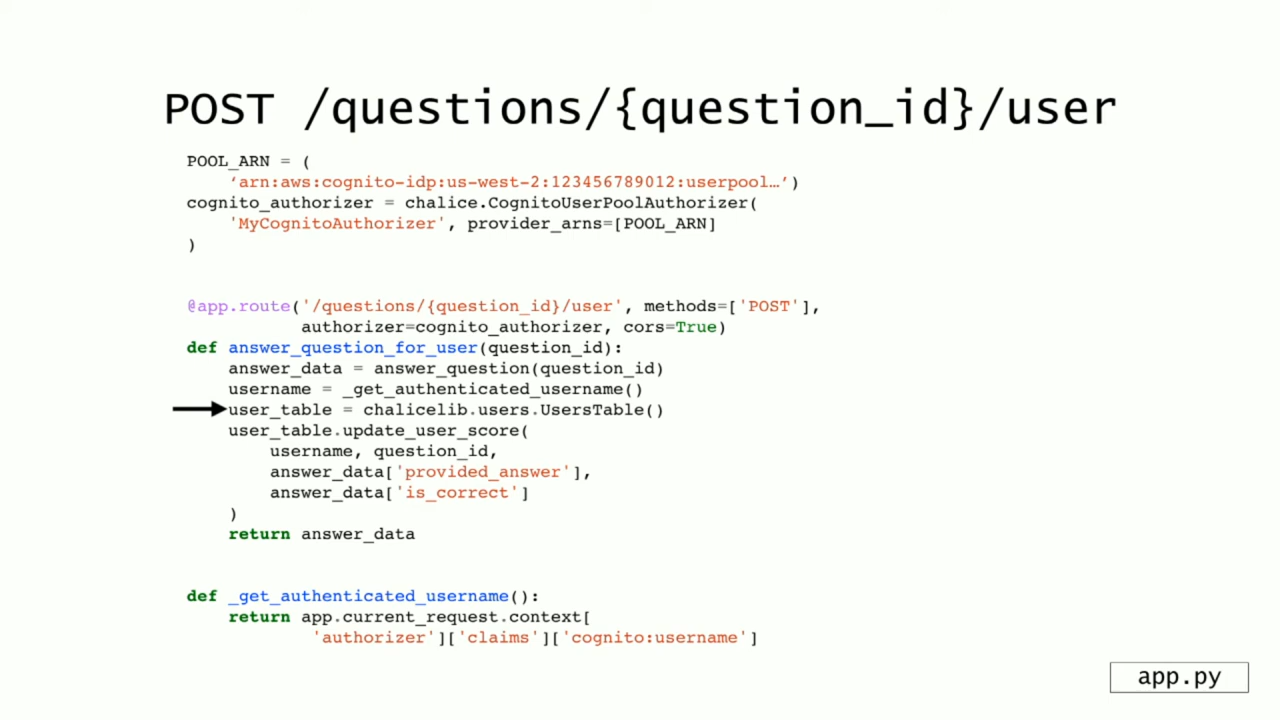 POST /questions/{question_id}/user
POOL_ARN = (
    ‘arn:aws:cognito-idp:us-west-2:123456789012:userpool…’)
cognito_authorizer = chalice.CognitoUserPoolAuthorizer(
    'MyCognitoAuthorizer', provider_arns=[POOL_ARN]
)
@app.route('/questions/{question_id}/user', methods=['POST'],
           authorizer=cognito_authorizer, cors=True)
def answer_question_for_user(question_id):
    answer_data = answer_question(question_id)
    username = _get_authenticated_username()
    user_table = chalicelib.users.UsersTable()
    user_table.update_user_score(
        username, question_id,
        answer_data['provided_answer'],
        answer_data['is_correct']
    )
    return answer_data
def _get_authenticated_username():
    return app.current_request.context[
            'authorizer']['claims']['cognito:username']
app.py